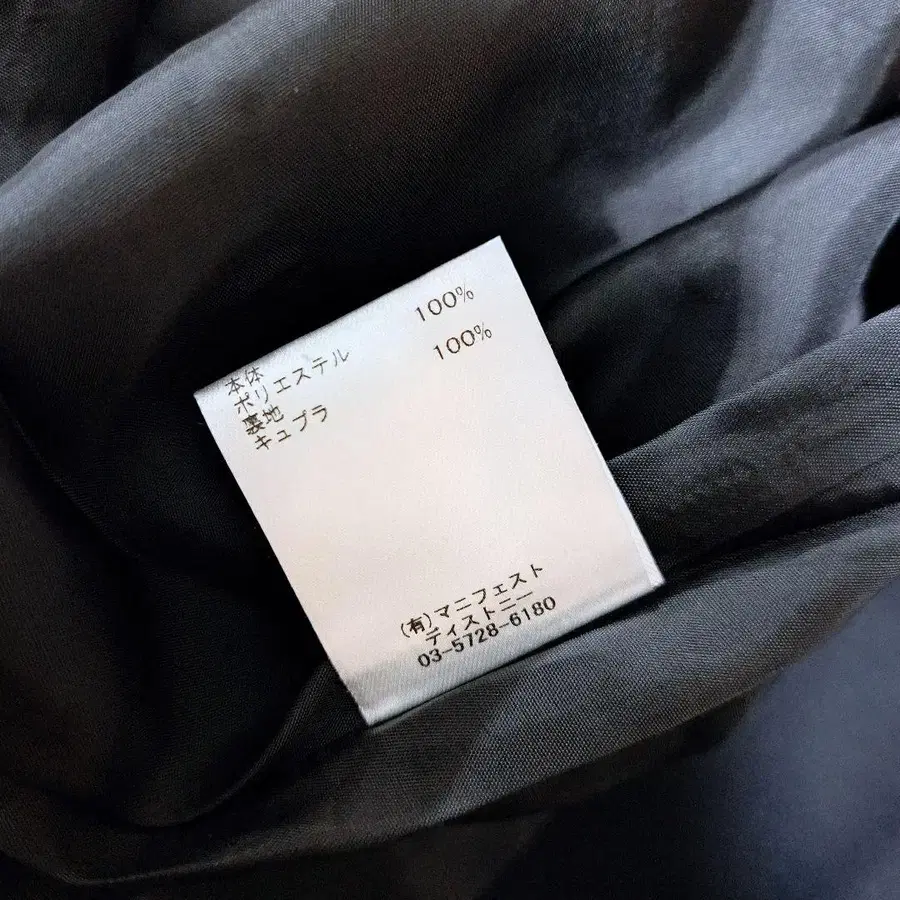 本体
ポリエステル 100%
裏地
キュプラ 100%
(有)マニフェスト
ディストニー
03-5728-6180